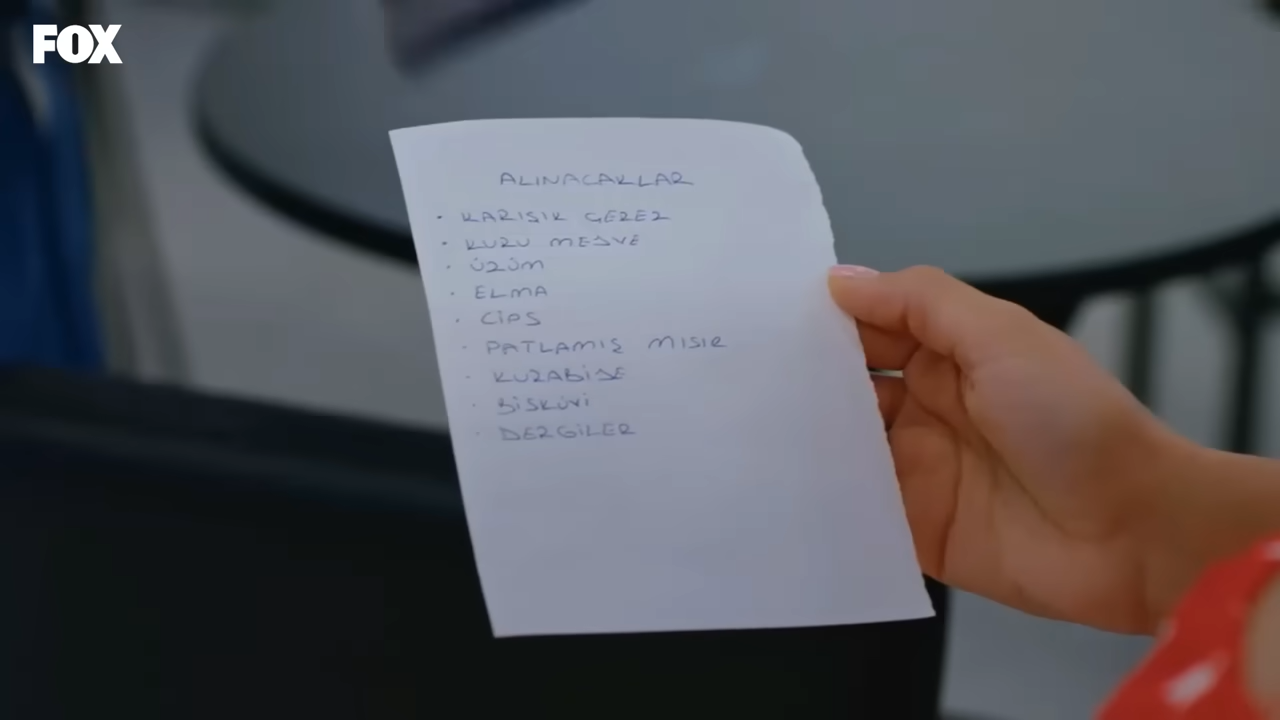 FOX
ALINACAKLAR
· KARIŞIK ÇEREZ
· KURU MEYVE
· ÜZÜM
· ELMA
· CİPS
· PATLAMIŞ MISIR
· KURABİYE
· BİSKÜVİ
· DERGİLER